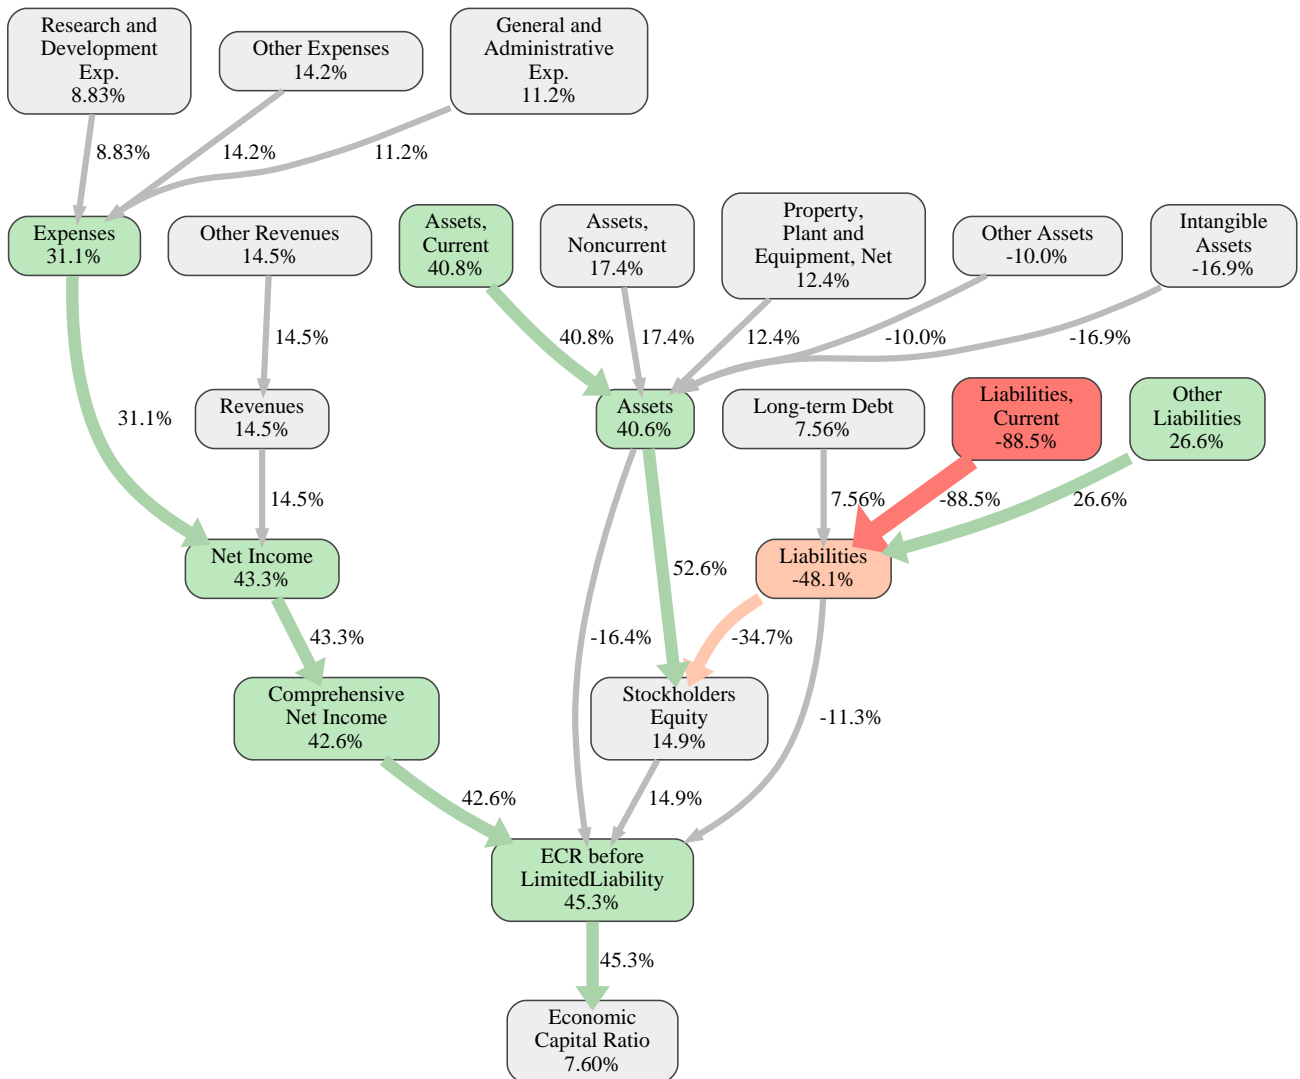 Research and
Development
Exp.
8.83%
Other Expenses
14.2%
General and
Administrative
Exp.
11.2%
8.83%
14.2%
11.2%
Expenses
31.1%
Other Revenues
14.5%
Assets,
Current
40.8%
Assets,
Noncurrent
17.4%
Property,
Plant and
Equipment, Net
12.4%
Other Assets
-10.0%
Intangible
Assets
-16.9%
14.5%
40.8%
17.4%
12.4%
-10.0%
-16.9%
31.1%
Revenues
14.5%
Assets
40.6%
Long-term Debt
7.56%
Liabilities,
Current
-88.5%
Other
Liabilities
26.6%
14.5%
7.56%
-88.5%
26.6%
Net Income
43.3%
52.6%
Liabilities
-48.1%
43.3%
-16.4%
-34.7%
Comprehensive
Net Income
42.6%
Stockholders
Equity
14.9%
-11.3%
42.6%
14.9%
ECR before
LimitedLiability
45.3%
45.3%
Economic
Capital Ratio
7.60%